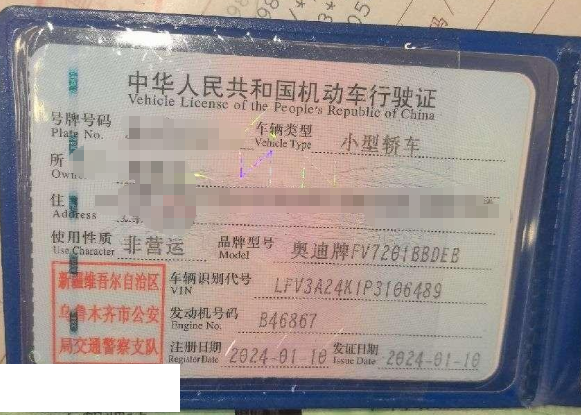 中华人民共和国机动车行驶证
Vehicle License of the People's Republic of China
号牌号码 车辆类型 小型轿车
Plate No. Vehicle Type
所
Owner
住
Address
使用性质 非营运 品牌型号 奥迪牌FV7201BBDEB
Use Character Model
新疆维吾尔自治区 车辆识别代号 LFV3A24K1P3106489
VIN
乌鲁木齐市公安 发动机号码 B46867
Engine No.
局交通警察支队 注册日期 2024-01-10 发证日期 2024-01-10
Register Date Issue Date